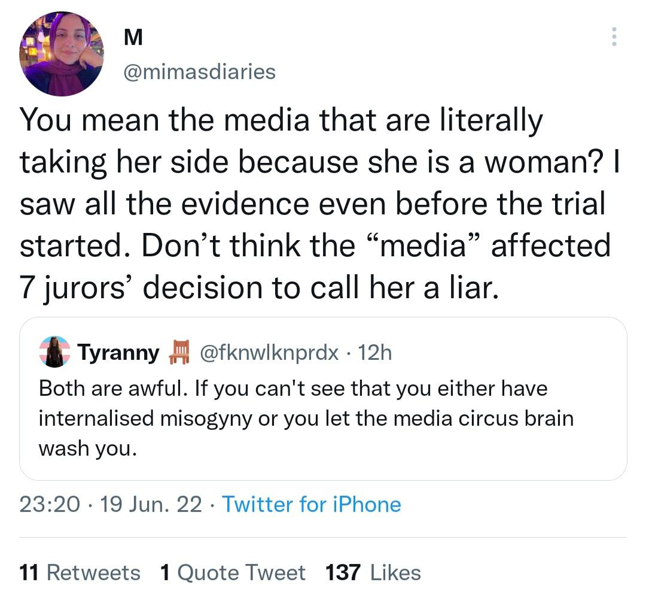 M
@mimasdiaries
You mean the media that are literally
taking her side because she is a woman? I
saw all the evidence even before the trial
started. Don’t think the “media” affected
7 jurors’ decision to call her a liar.
Tyranny 🪑 @fknwlknprdx · 12h
Both are awful. If you can't see that you either have
internalised misogyny or you let the media circus brain
wash you.
23:20 · 19 Jun. 22 · Twitter for iPhone
11 Retweets 1 Quote Tweet 137 Likes